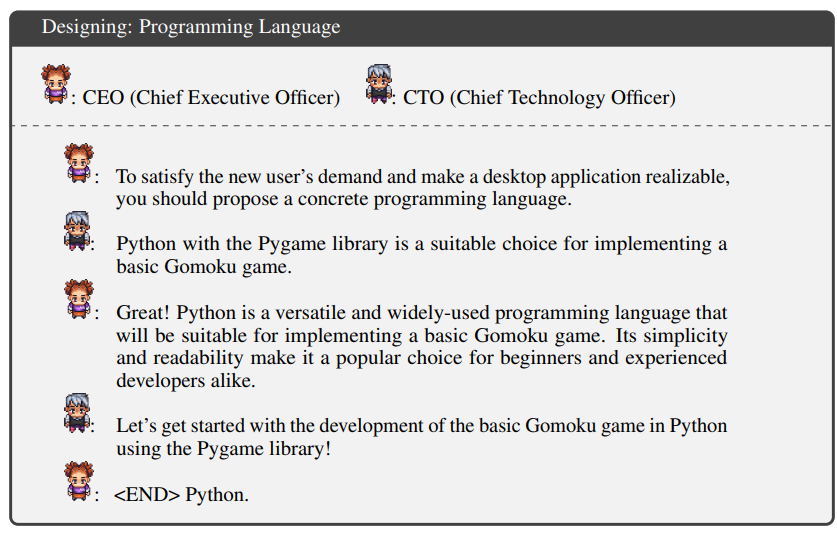 Designing: Programming Language
: CEO (Chief Executive Officer) : CTO (Chief Technology Officer)
: To satisfy the new user's demand and make a desktop application realizable,
you should propose a concrete programming language.
: Python with the Pygame library is a suitable choice for implementing a
basic Gomoku game.
: Great! Python is a versatile and widely-used programming language that
will be suitable for implementing a basic Gomoku game. Its simplicity
and readability make it a popular choice for beginners and experienced
developers alike.
: Let's get started with the development of the basic Gomoku game in Python
using the Pygame library!
: <END> Python.